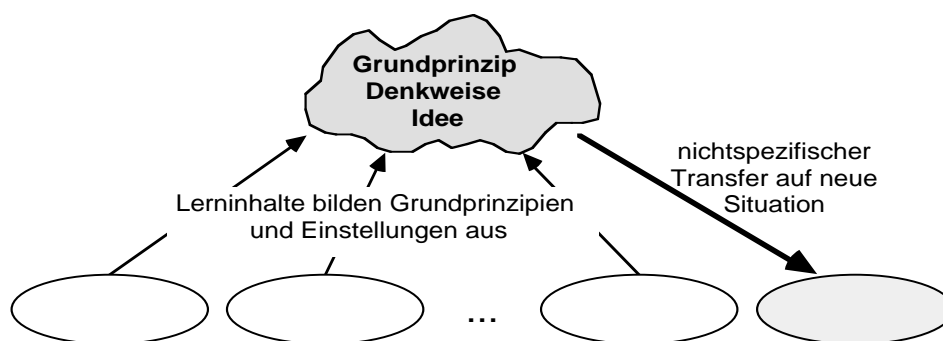 Grundprinzip
Denkweise
Idee
nichtspezifischer
Transfer auf neue
Situation
Lerninhalte bilden Grundprinzipien
und Einstellungen aus
...